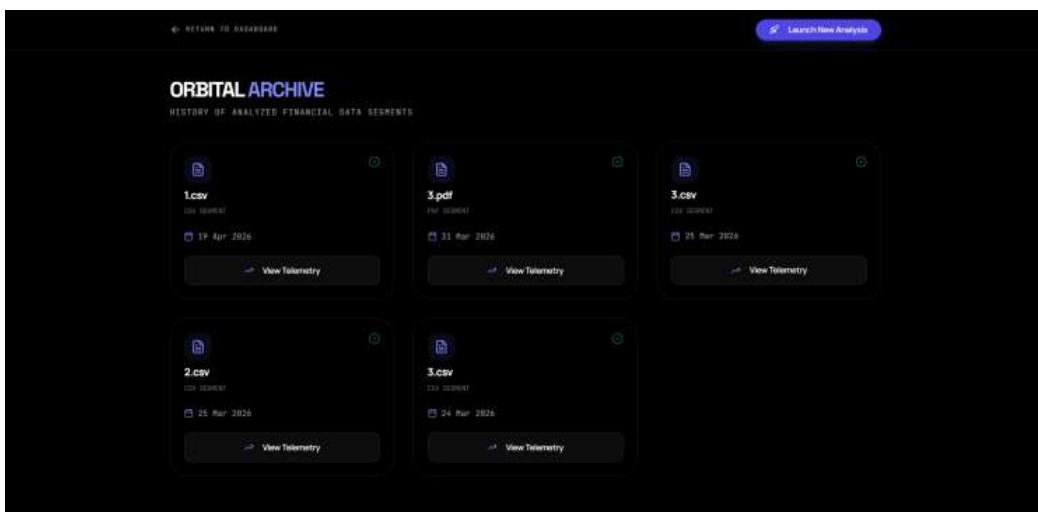 ← RETURN TO DASHBOARD
Launch New Analysis
ORBITAL ARCHIVE
HISTORY OF ANALYZED FINANCIAL DATA SEGMENTS
1.csv
CSV SEGMENT
19 Apr 2026
View Telemetry
3.pdf
PDF SEGMENT
31 Mar 2026
View Telemetry
3.csv
CSV SEGMENT
25 Mar 2026
View Telemetry
2.csv
CSV SEGMENT
25 Mar 2026
View Telemetry
3.csv
CSV SEGMENT
24 Mar 2026
View Telemetry